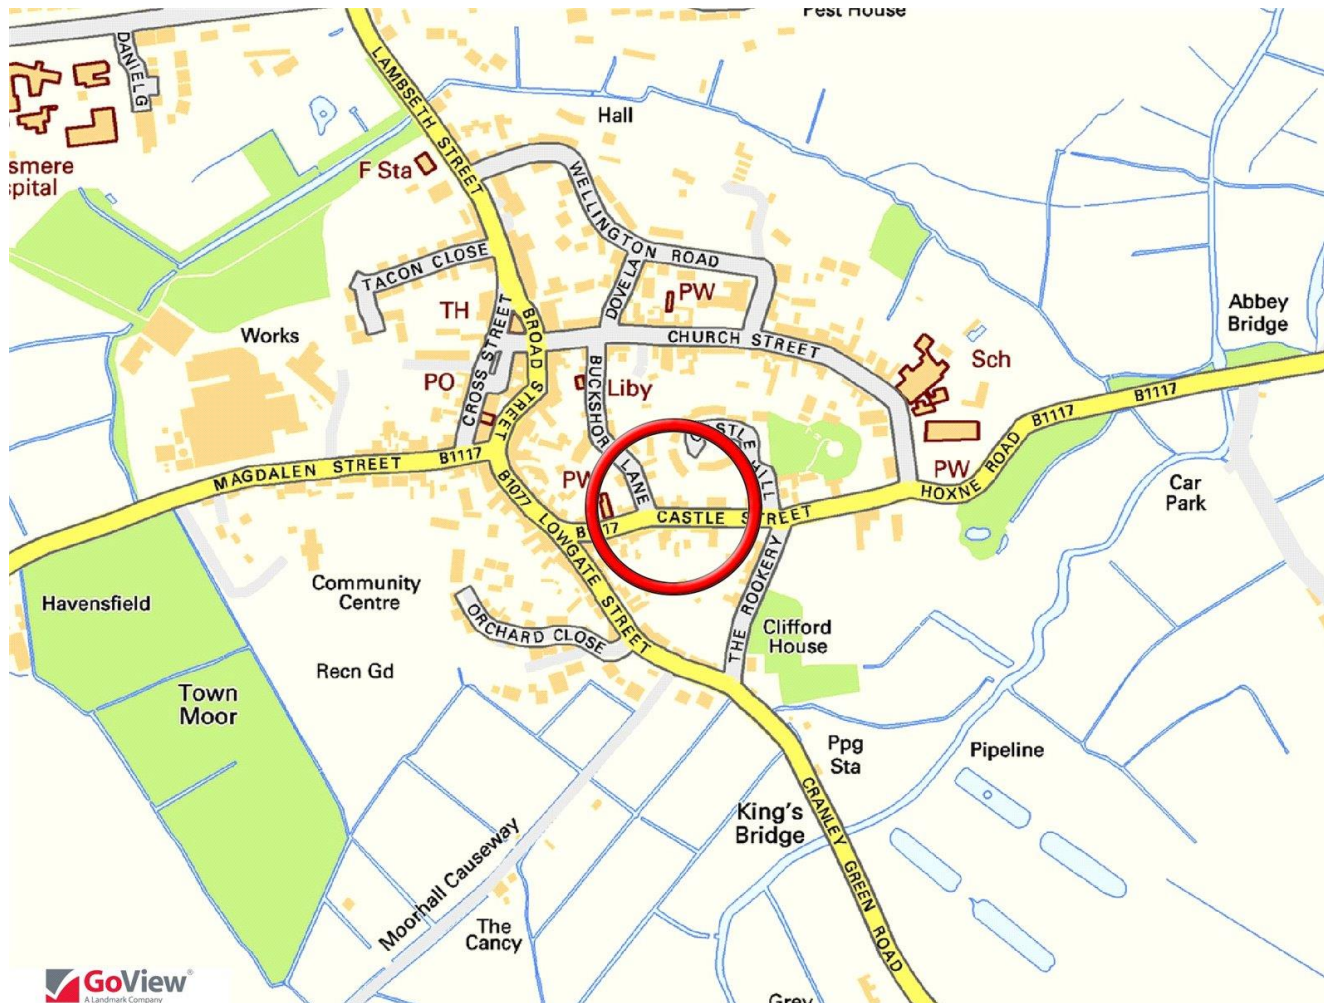 Pest House
DANIEL G
LAMBSETH STREET
Hall
smere
spital
F Sta
WELLINGTON ROAD
TACON CLOSE
DOVE LA
PW
TH
BROAD STREET
CHURCH STREET
Abbey
Bridge
Works
CROSS STREET
BUCKSHOR LANE
Sch
PO
Liby
B1117
B1117
CASTLE HILL
MAGDALEN STREET
B1117
PW
HOXNE ROAD
PW
Car
Park
B1077
LOWGATE STREET
B1117
CASTLE STREET
THE ROOKERY
Community
Centre
Havensfield
ORCHARD CLOSE
Clifford
House
Recn Gd
Town
Moor
Ppg
Sta
Pipeline
King's
Bridge
CRANLEY GREEN ROAD
Moorhall Causeway
The
Cancy
GoView®
A Landmark Company
Grey